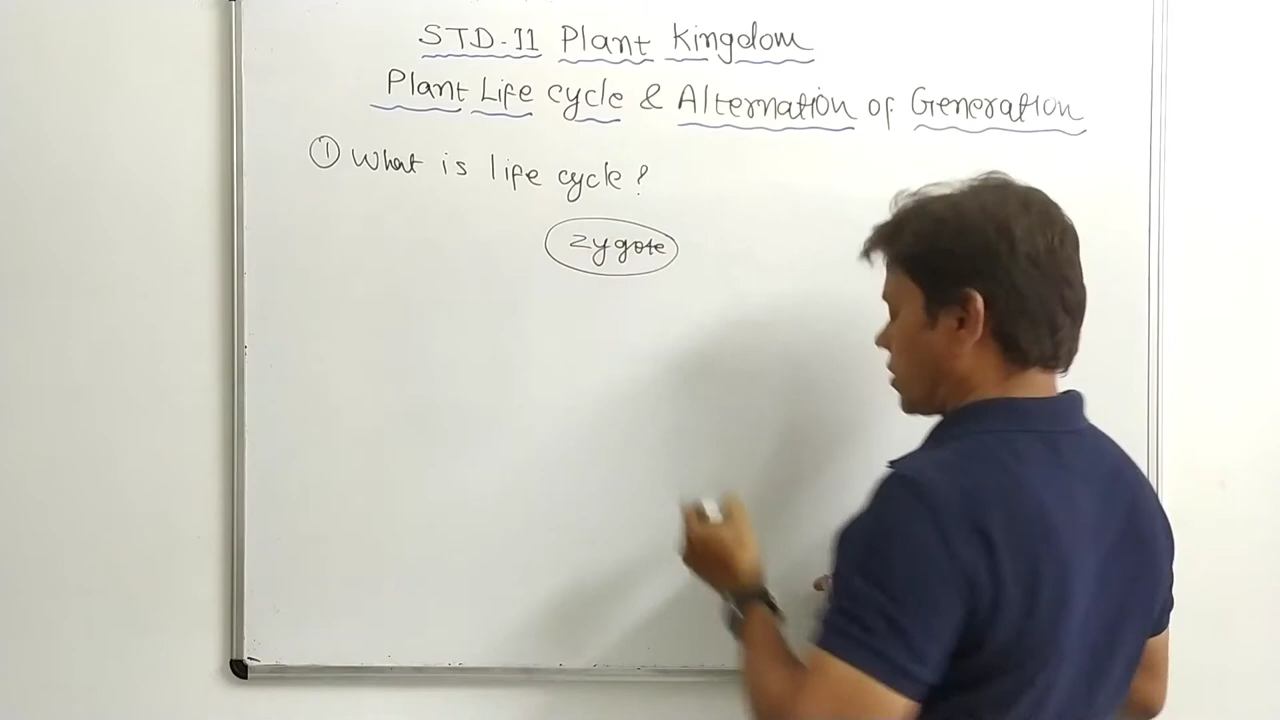 STD-11 Plant Kingdom
Plant Life cycle & Alternation of Generation
① What is life cycle?
zygote